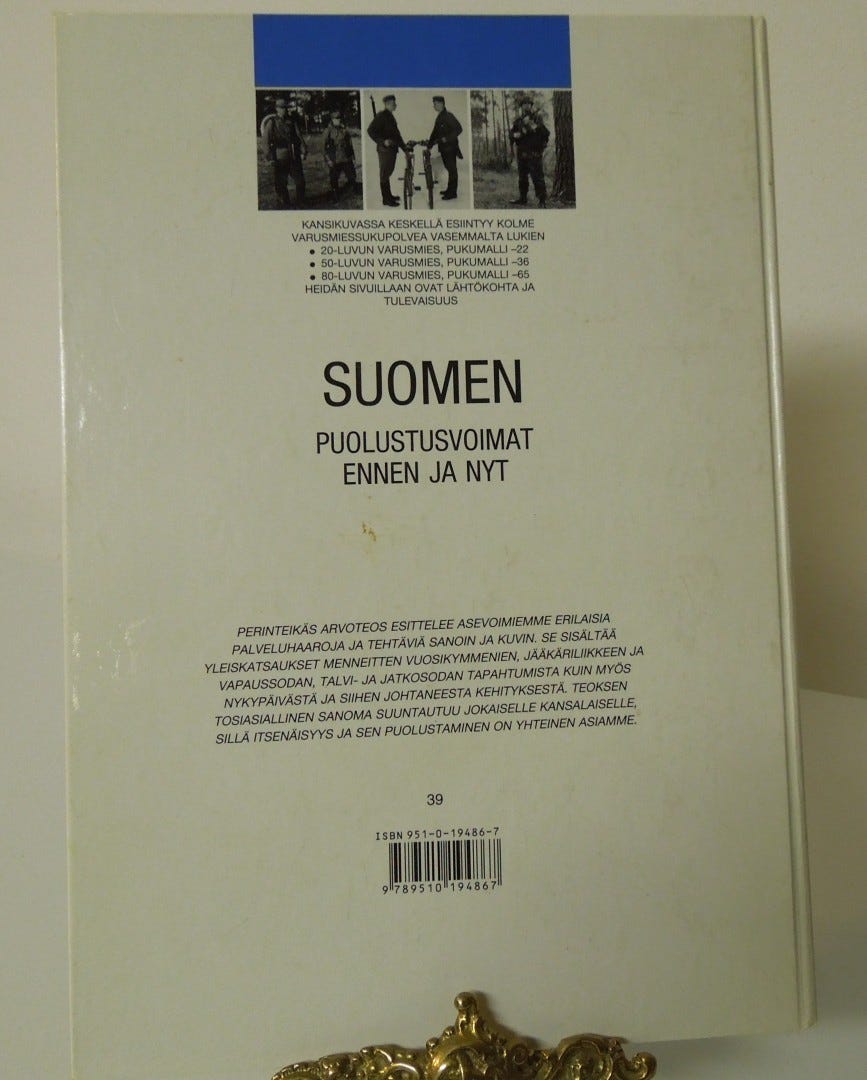 KANSIKUVASSA KESKELLÄ ESIINTYY KOLME
VARUSMIESSUKUPOLVEA VASEMMALTA LUKIEN
● 20-LUVUN VARUSMIES, PUKUMALLI –22
● 50-LUVUN VARUSMIES, PUKUMALLI –36
● 80-LUVUN VARUSMIES, PUKUMALLI –65
HEIDÄN SIVUILLAAN OVAT LÄHTÖKOHTA JA
TULEVAISUUS
SUOMEN
PUOLUSTUSVOIMAT
ENNEN JA NYT
PERINTEIKÄS ARVOTEOS ESITTELEE ASEVOIMIEMME ERILAISIA
PALVELUHAAROJA JA TEHTÄVIÄ SANOIN JA KUVIN. SE SISÄLTÄÄ
YLEISKATSAUKSET MENNEITTEN VUOSIKYMMENIEN, JÄÄKÄRILIIKKEEN JA
VAPAUSSODAN, TALVI- JA JATKOSODAN TAPAHTUMISTA KUIN MYÖS
NYKYPÄIVÄSTÄ JA SIIHEN JOHTANEESTA KEHITYKSESTÄ. TEOKSEN
TOSIASIALLINEN SANOMA SUUNTAUTUU JOKAISELLE KANSALAISELLE,
SILLÄ ITSENÄISYYS JA SEN PUOLUSTAMINEN ON YHTEINEN ASIAMME.
39
ISBN 951-0-19486-7
9 789510 194867